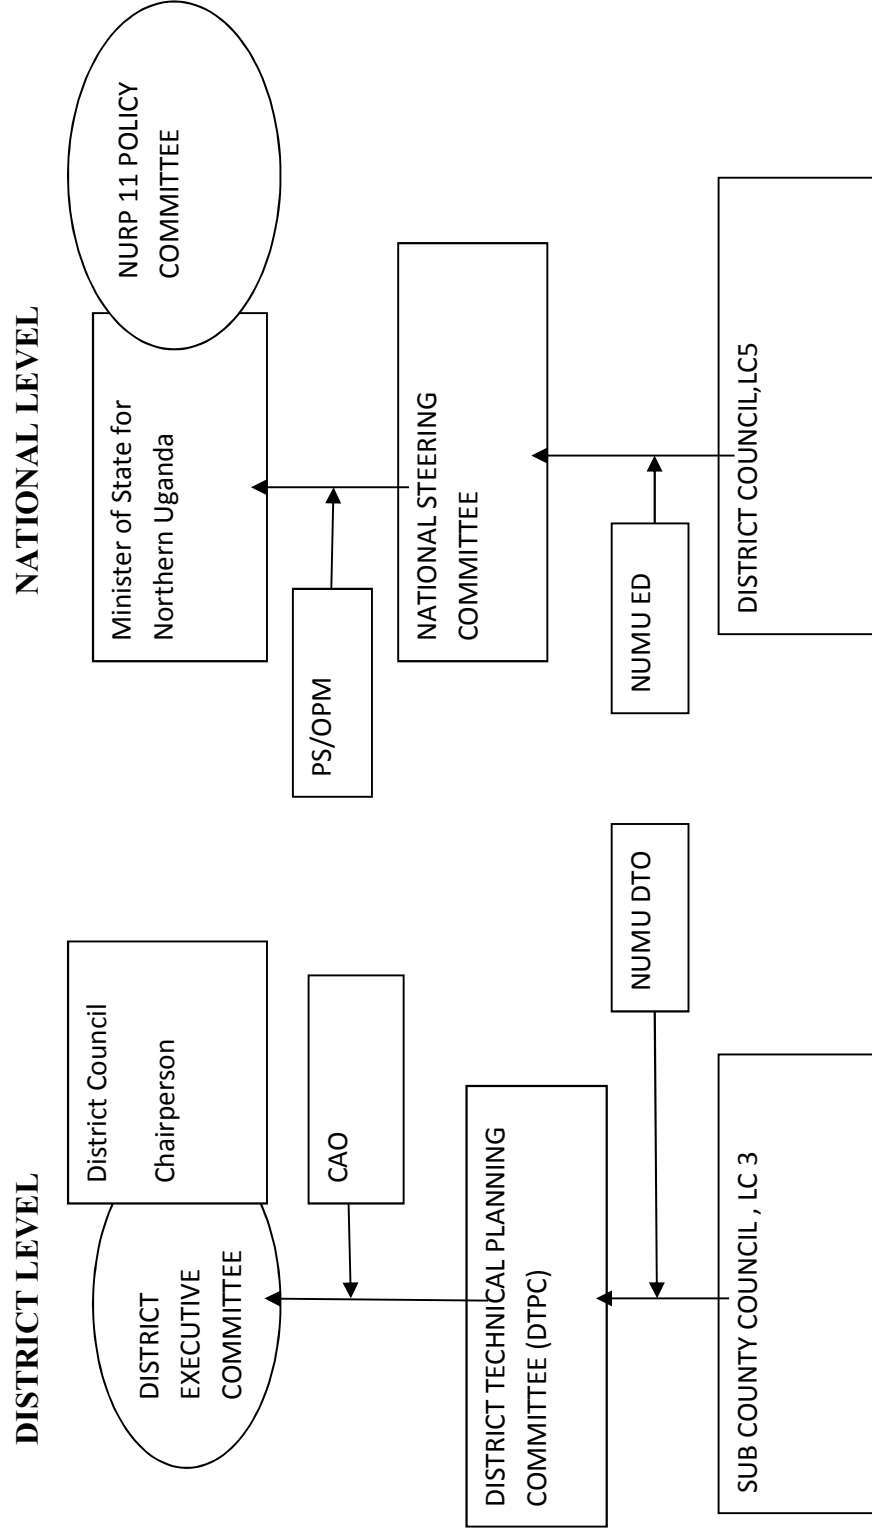 DISTRICT LEVEL
NATIONAL LEVEL
DISTRICT
EXECUTIVE
COMMITTEE
District Council
Chairperson
CAO
DISTRICT TECHNICAL PLANNING
COMMITTEE (DTPC)
NUMU DTO
SUB COUNTY COUNCIL , LC 3
Minister of State for
Northern Uganda
NURP 11 POLICY
COMMITTEE
PS/OPM
NATIONAL STEERING
COMMITTEE
NUMU ED
DISTRICT COUNCIL,LC5